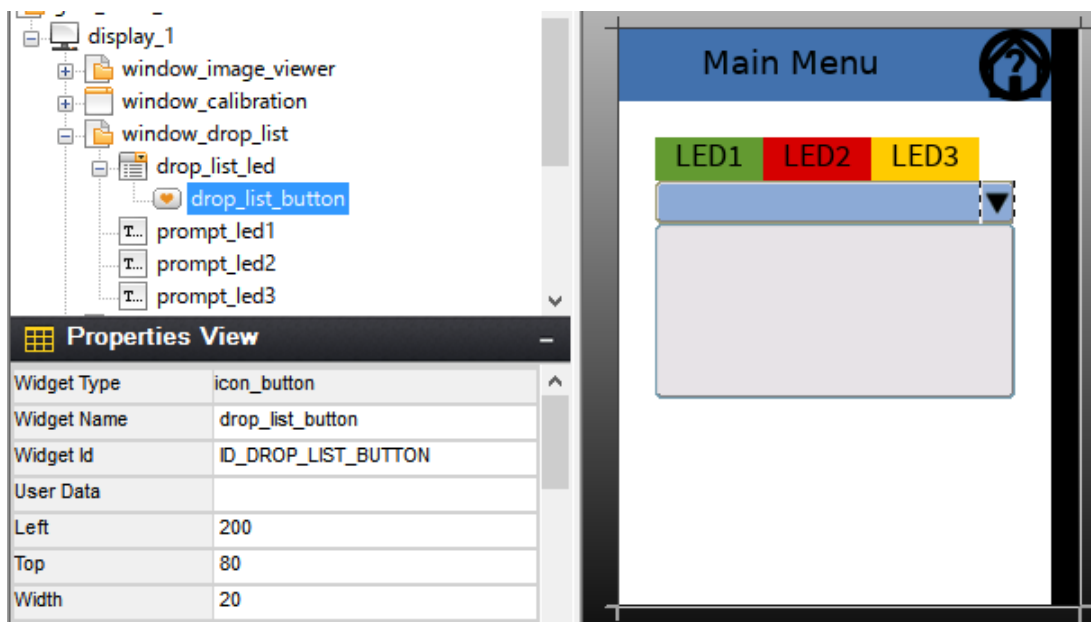 display_1
window_image_viewer
window_calibration
window_drop_list
drop_list_led
drop_list_button
T... prompt_led1
T... prompt_led2
T... prompt_led3
Properties View
Widget Type icon_button
Widget Name drop_list_button
Widget Id ID_DROP_LIST_BUTTON
User Data
Left 200
Top 80
Width 20
Main Menu ?
LED1 LED2 LED3